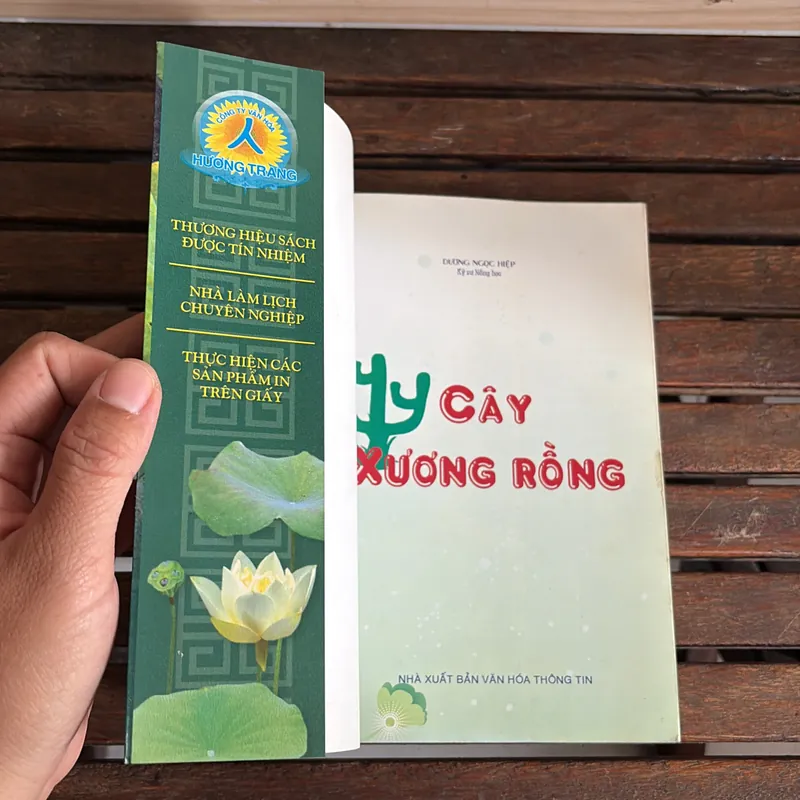 CÔNG TY VĂN HÓA
HƯƠNG TRANG
THƯƠNG HIỆU SÁCH
ĐƯỢC TÍN NHIỆM
NHÀ LÀM LỊCH
CHUYÊN NGHIỆP
THỰC HIỆN CÁC
SẢN PHẨM IN
TRÊN GIẤY
DƯƠNG NGỌC HIỆP
Kỹ sư Nông học
CÂY
XƯƠNG RỒNG
NHÀ XUẤT BẢN VĂN HÓA THÔNG TIN